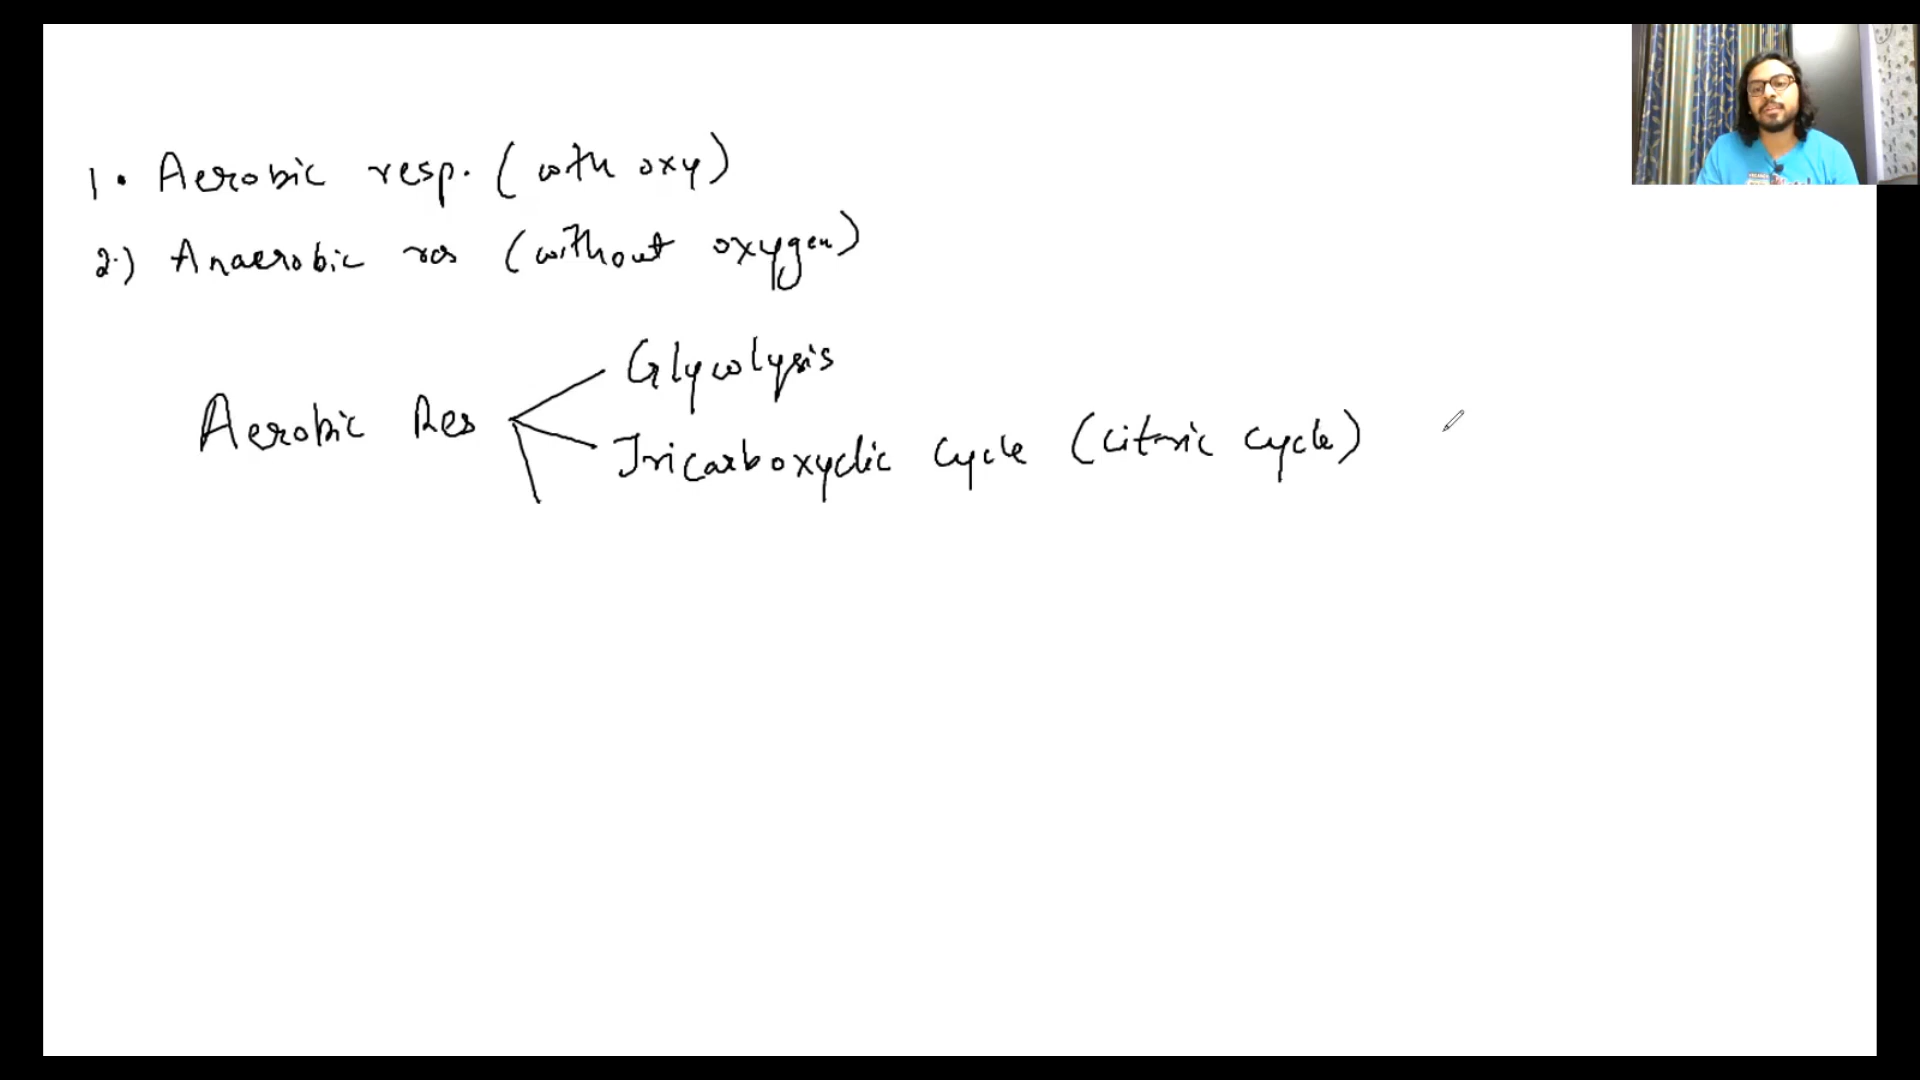 1. Aerobic resp. (with oxy)
2.) Anaerobic res (without oxygen)
Glycolysis
Aerobic Res
Tricarboxyclic cycle (citric cycle)